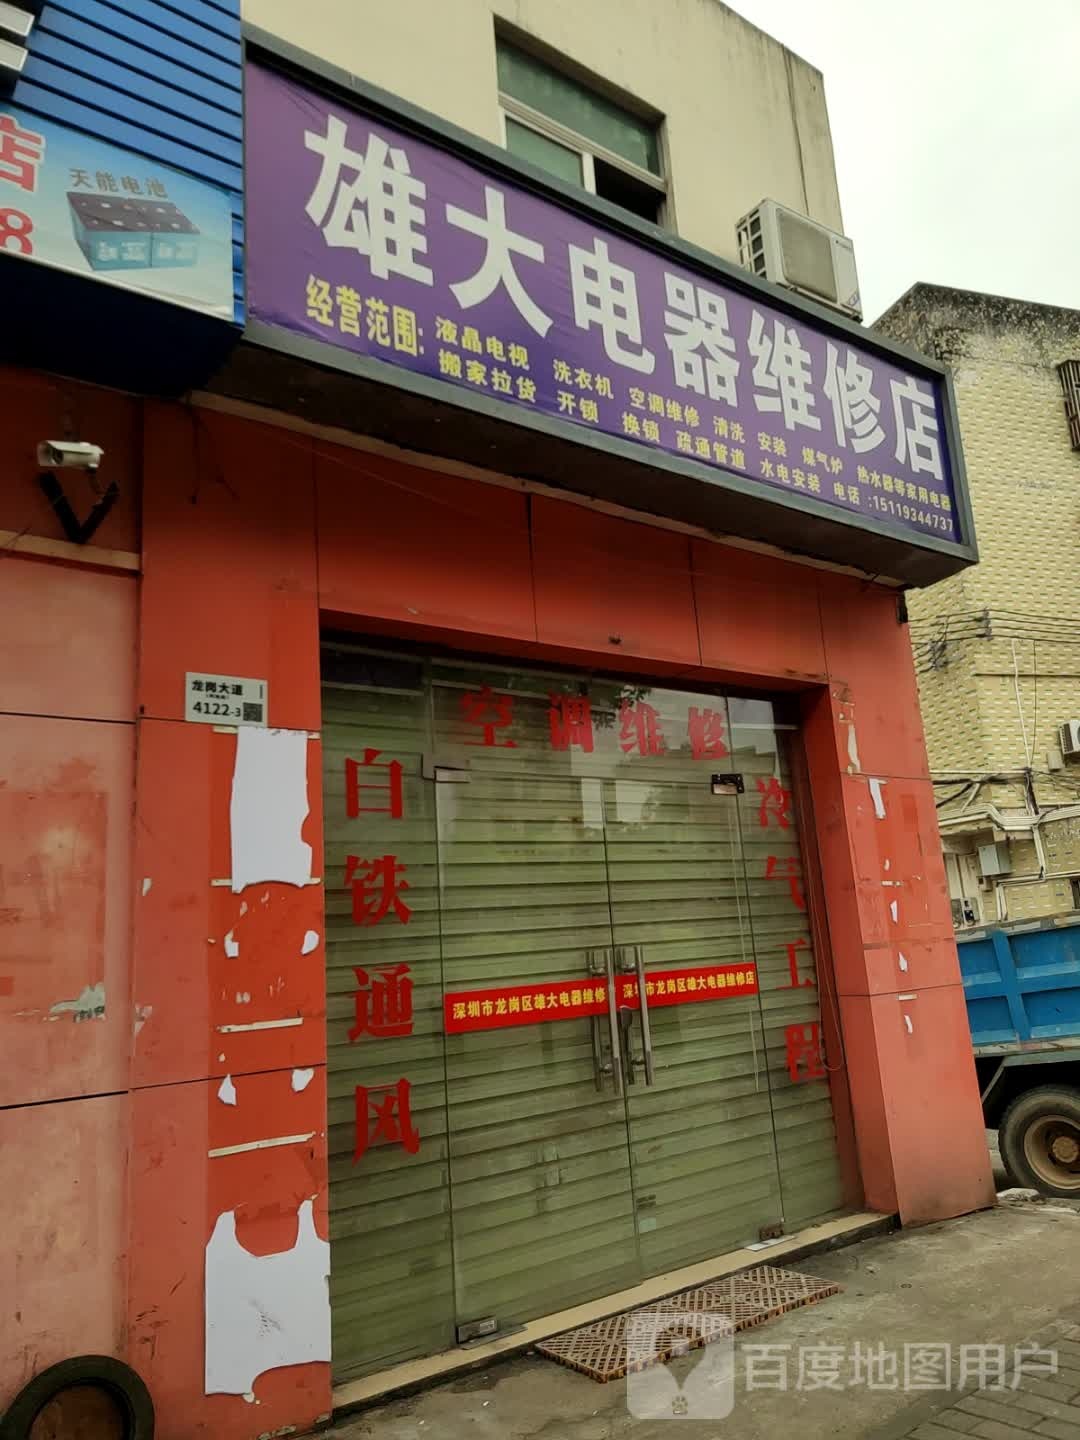 店
8
天能电池
雄大电器维修店
经营范围:
液晶电视 洗衣机 空调维修 清洗 安装 煤气炉 热水器等家用电器
搬家拉货 开锁 换锁 疏通管道 水电安装 电话:15119344737
龙岗大道
4122-3
空调维修
白铁通风
冷气工程
深圳市龙岗区雄大电器维修
深圳市龙岗区雄大电器维修店
百度地图用户